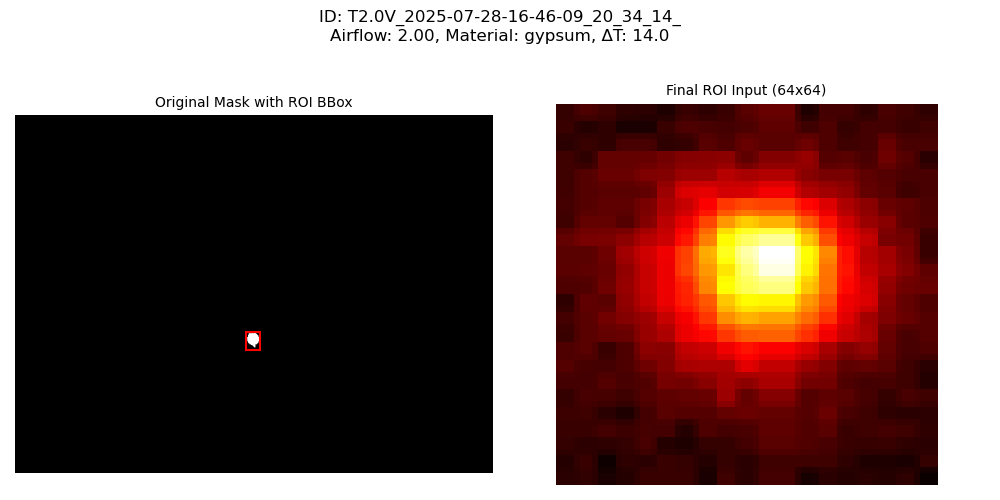 ID: T2.0V_2025-07-28-16-46-09_20_34_14_
Airflow: 2.00, Material: gypsum, ΔT: 14.0
Original Mask with ROI BBox
Final ROI Input (64x64)